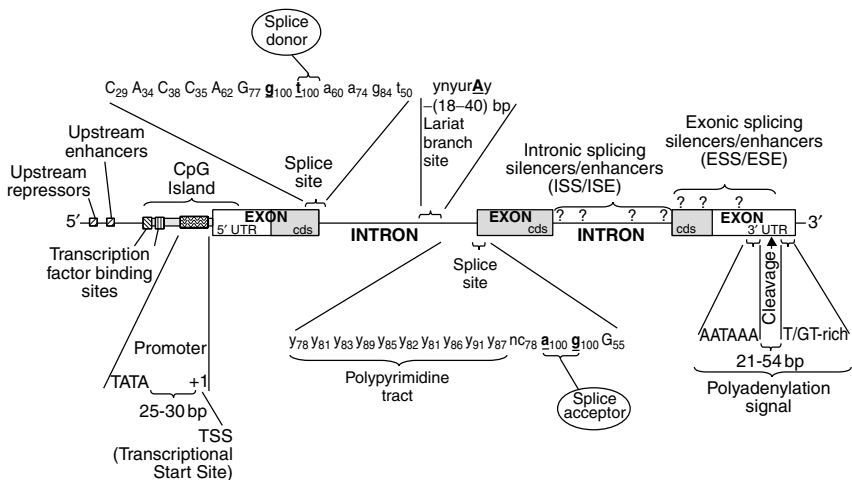 Splice
donor
C29 A34 C38 C35 A62 G77 g100 t100 a60 a74 g84 t50
ynyurAy
–(18–40) bp
Lariat
branch
site
Upstream
enhancers
Upstream
repressors
CpG
Island
Splice
site
Intronic splicing
silencers/enhancers
(ISS/ISE)
Exonic splicing
silencers/enhancers
(ESS/ESE)
? ? ? ? ? ? ?
5′
EXON
5′ UTR
cds
INTRON
EXON
cds
INTRON
EXON
cds
3′ UTR
3′
Transcription
factor binding
sites
Splice
site
Cleavage
Promoter
TATA
+1
25-30 bp
TSS
(Transcriptional
Start Site)
y78 y81 y83 y89 y85 y82 y81 y86 y91 y87 nc78 a100 g100 G55
Polypyrimidine
tract
Splice
acceptor
AATAAA
T/GT-rich
21-54 bp
Polyadenylation
signal